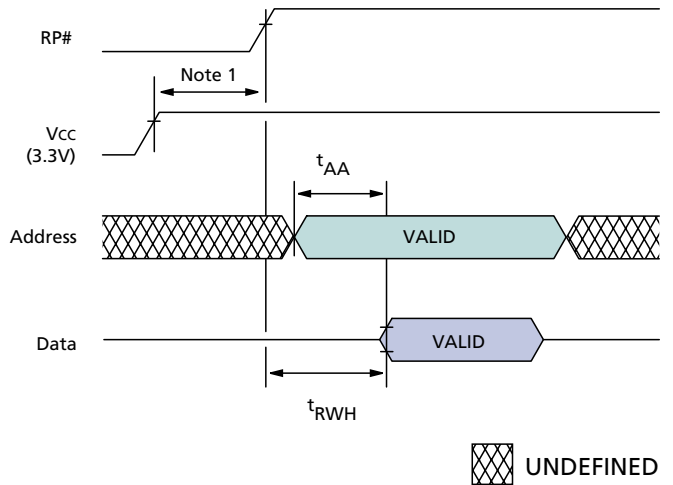 RP#
Note 1
VCC
(3.3V)
tAA
Address
VALID
Data
VALID
tRWH
UNDEFINED